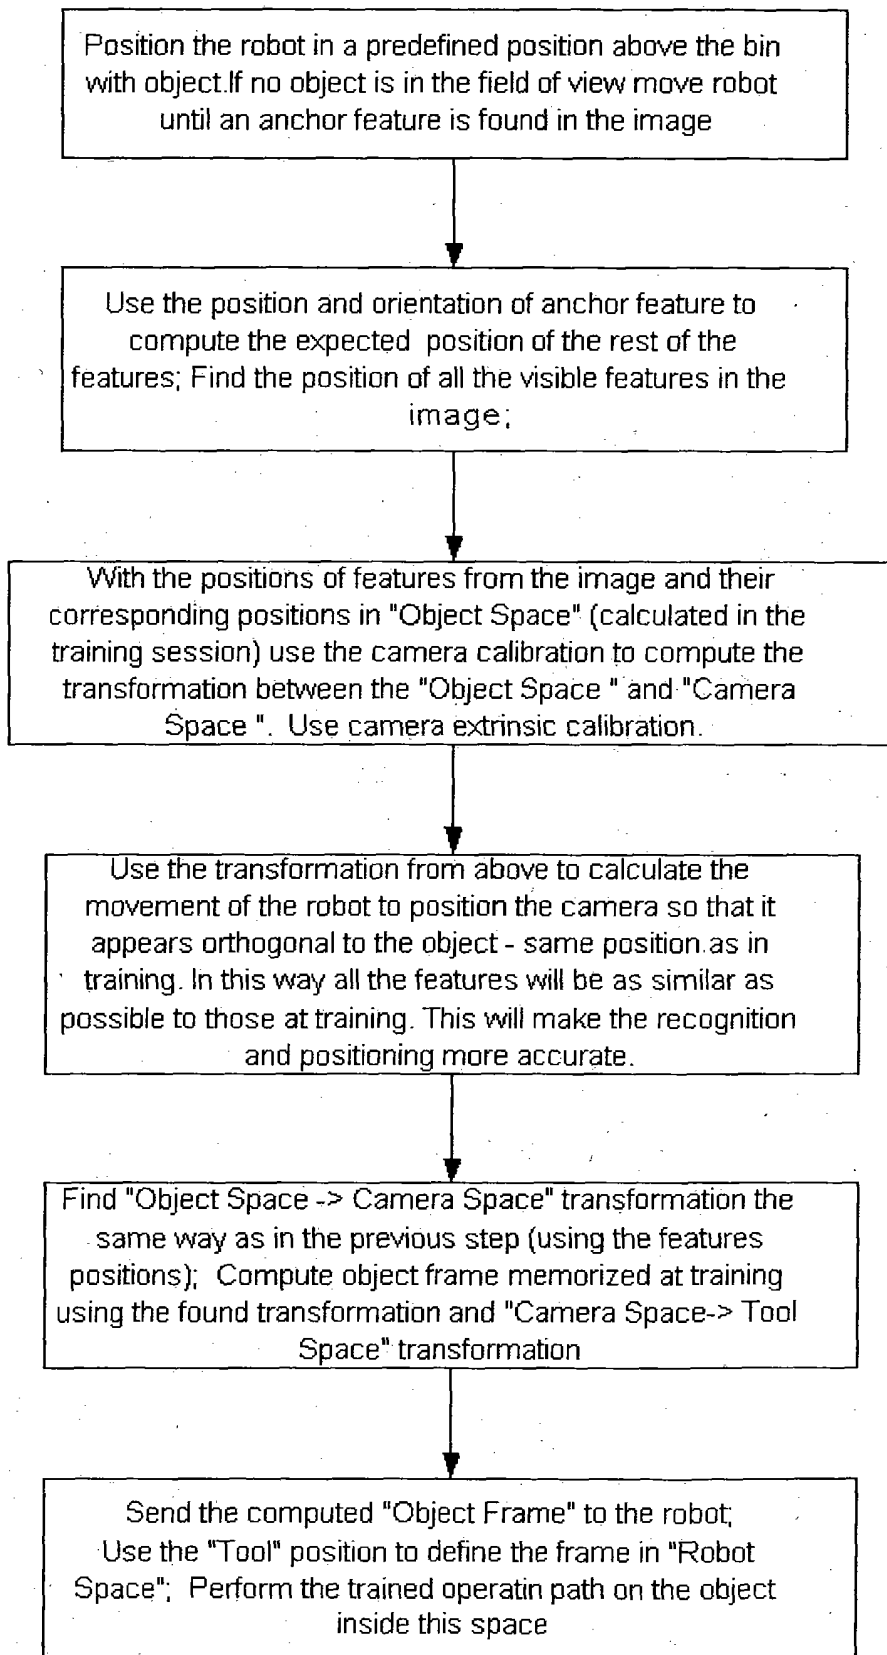 Position the robot in a predefined position above the bin
with object.If no object is in the field of view move robot
until an anchor feature is found in the image
Use the position and orientation of anchor feature to
compute the expected position of the rest of the
features; Find the position of all the visible features in the
image;
With the positions of features from the image and their
corresponding positions in "Object Space" (calculated in the
training session) use the camera calibration to compute the
transformation between the "Object Space " and "Camera
Space ". Use camera extrinsic calibration.
Use the transformation from above to calculate the
movement of the robot to position the camera so that it
appears orthogonal to the object - same position as in
training. In this way all the features will be as similar as
possible to those at training. This will make the recognition
and positioning more accurate.
Find "Object Space -> Camera Space" transformation the
same way as in the previous step (using the features
positions); Compute object frame memorized at training
using the found transformation and "Camera Space-> Tool
Space" transformation
Send the computed "Object Frame" to the robot;
Use the "Tool" position to define the frame in "Robot
Space"; Perform the trained operatin path on the object
inside this space